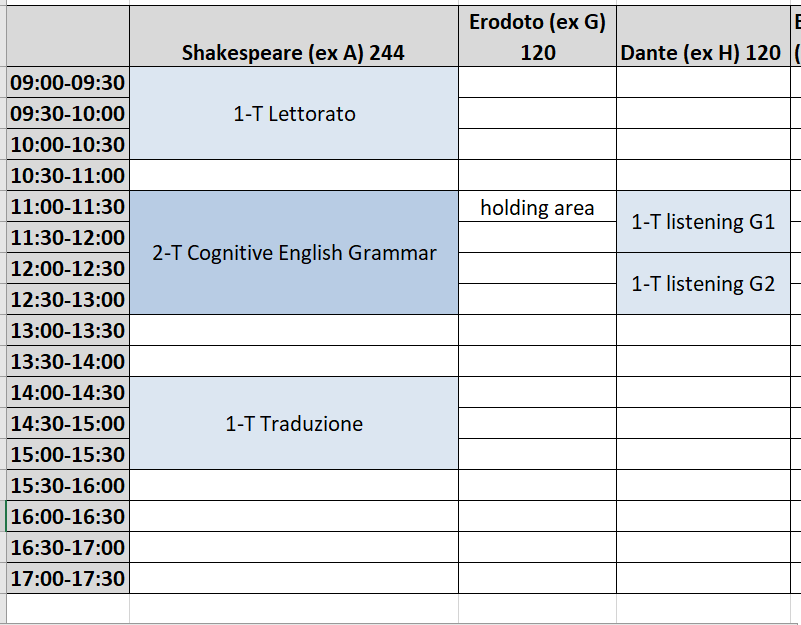 Erodoto (ex G)
Shakespeare (ex A) 244
120
Dante (ex H) 120
09:00-09:30
09:30-10:00
1-T Lettorato
10:00-10:30
10:30-11:00
11:00-11:30
holding area
1-T listening G1
11:30-12:00
2-T Cognitive English Grammar
12:00-12:30
1-T listening G2
12:30-13:00
13:00-13:30
13:30-14:00
14:00-14:30
14:30-15:00
1-T Traduzione
15:00-15:30
15:30-16:00
16:00-16:30
16:30-17:00
17:00-17:30